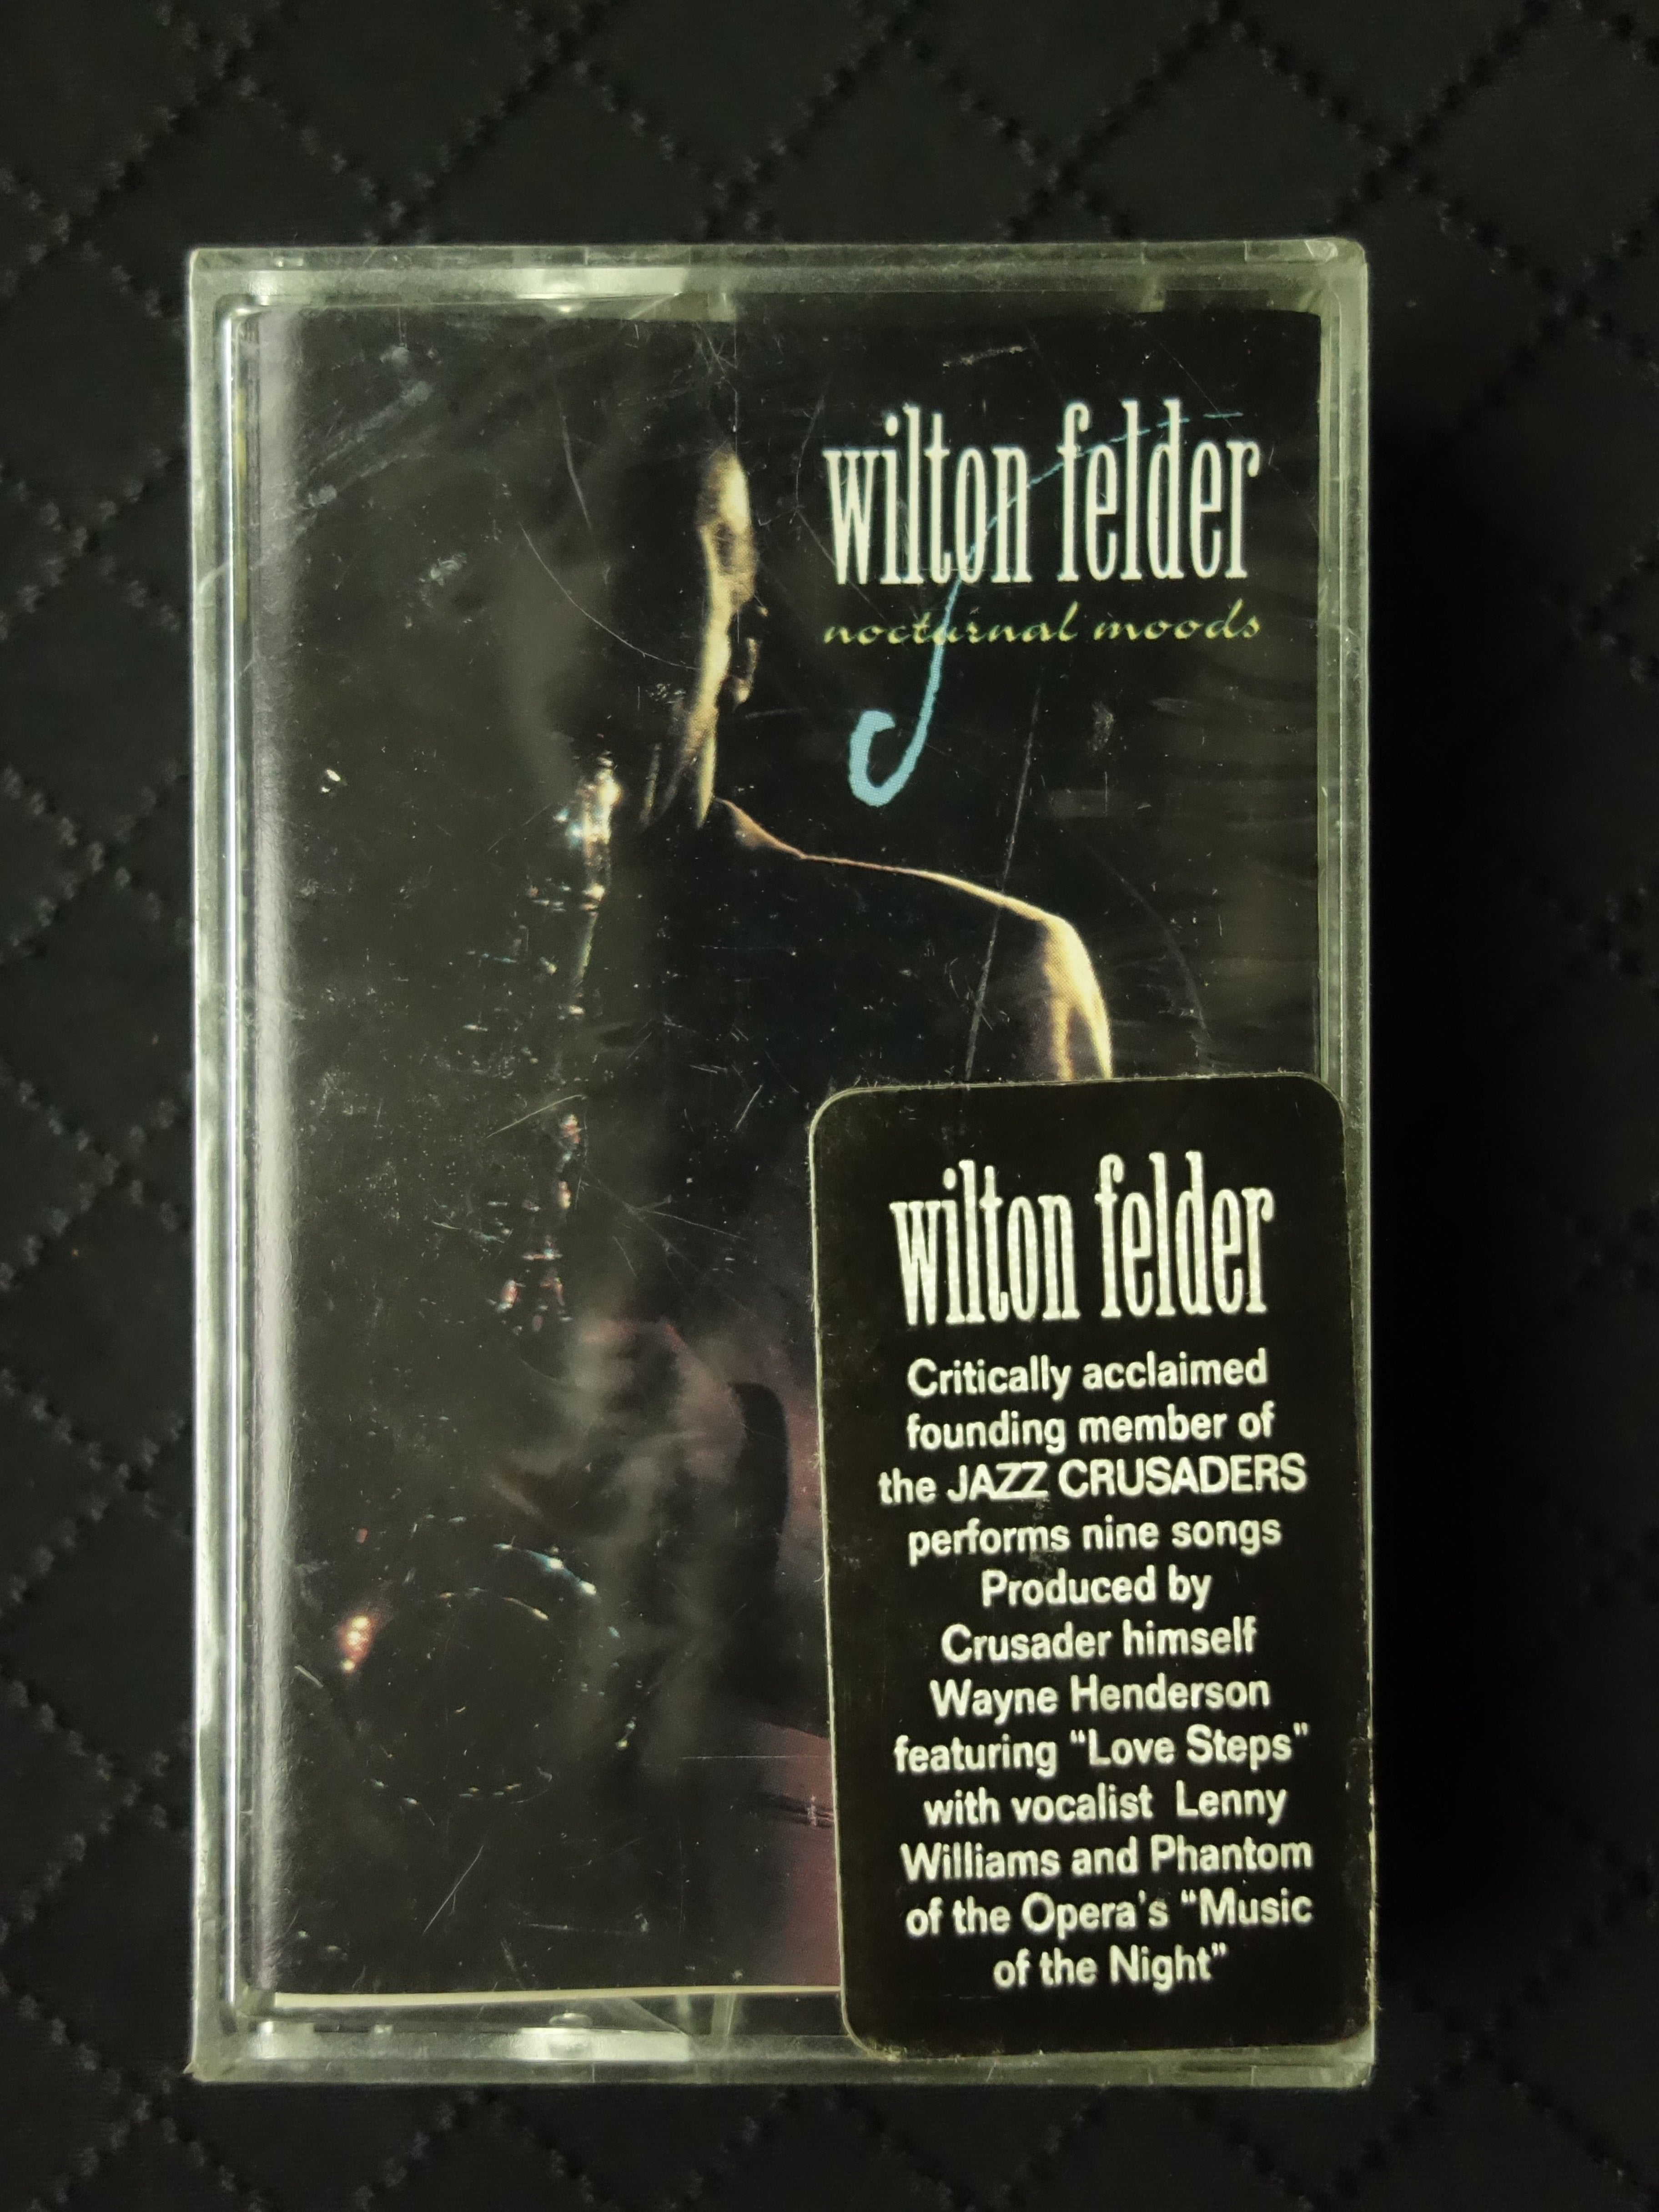 wilton felder
nocturnal moods
wilton felder
Critically acclaimed
founding member of
the JAZZ CRUSADERS
performs nine songs
Produced by
Crusader himself
Wayne Henderson
featuring “Love Steps”
with vocalist Lenny
Williams and Phantom
of the Opera's “Music
of the Night”